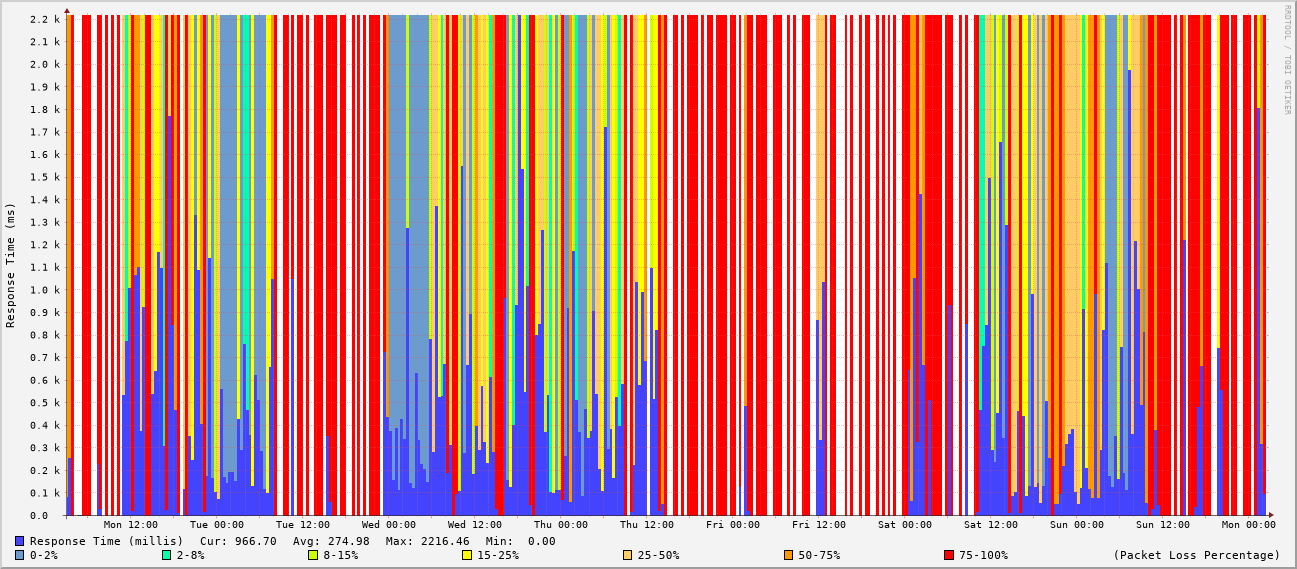 2.2 k
2.1 k
2.0 k
1.9 k
1.8 k
1.7 k
1.6 k
1.5 k
1.4 k
1.3 k
1.2 k
1.1 k
1.0 k
0.9 k
0.8 k
0.7 k
0.6 k
0.5 k
0.4 k
0.3 k
0.2 k
0.1 k
0.0
Response Time (ms)
RRDTOOL / TOBI OETIKER
Mon 12:00 Tue 00:00 Tue 12:00 Wed 00:00 Wed 12:00 Thu 00:00 Thu 12:00 Fri 00:00 Fri 12:00 Sat 00:00 Sat 12:00 Sun 00:00 Sun 12:00 Mon 00:00
Response Time (millis) Cur: 966.70 Avg: 274.98 Max: 2216.46 Min: 0.00
0-2% 2-8% 8-15% 15-25% 25-50% 50-75% 75-100% (Packet Loss Percentage)